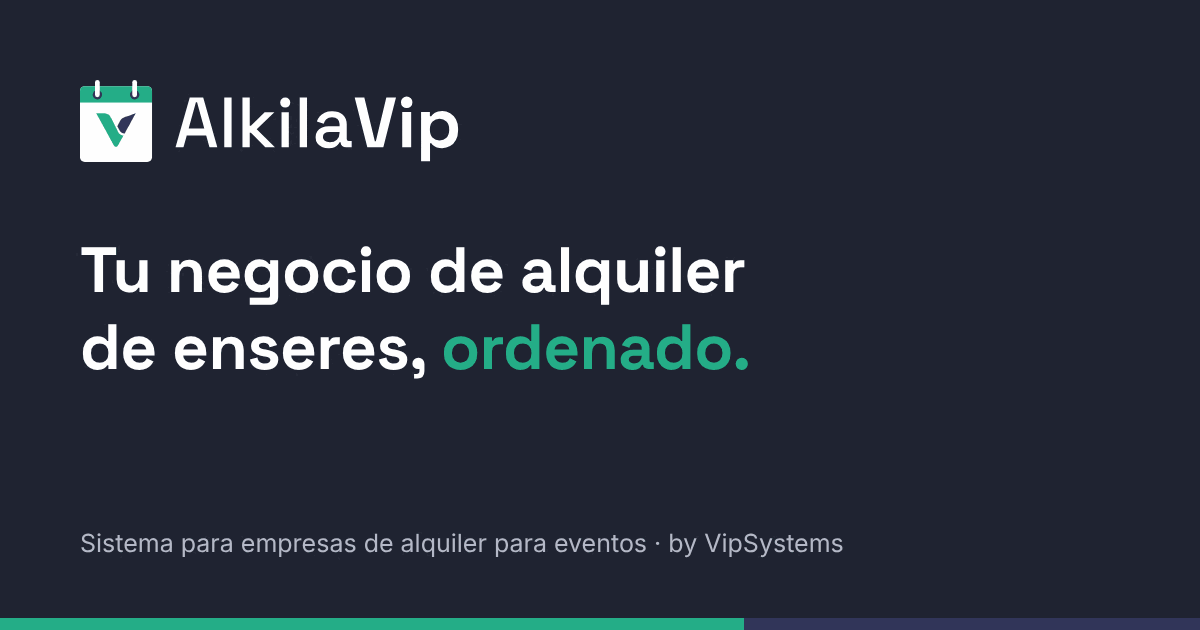 AlkilaVip
Tu negocio de alquiler
de enseres, ordenado.
Sistema para empresas de alquiler para eventos · by VipSystems